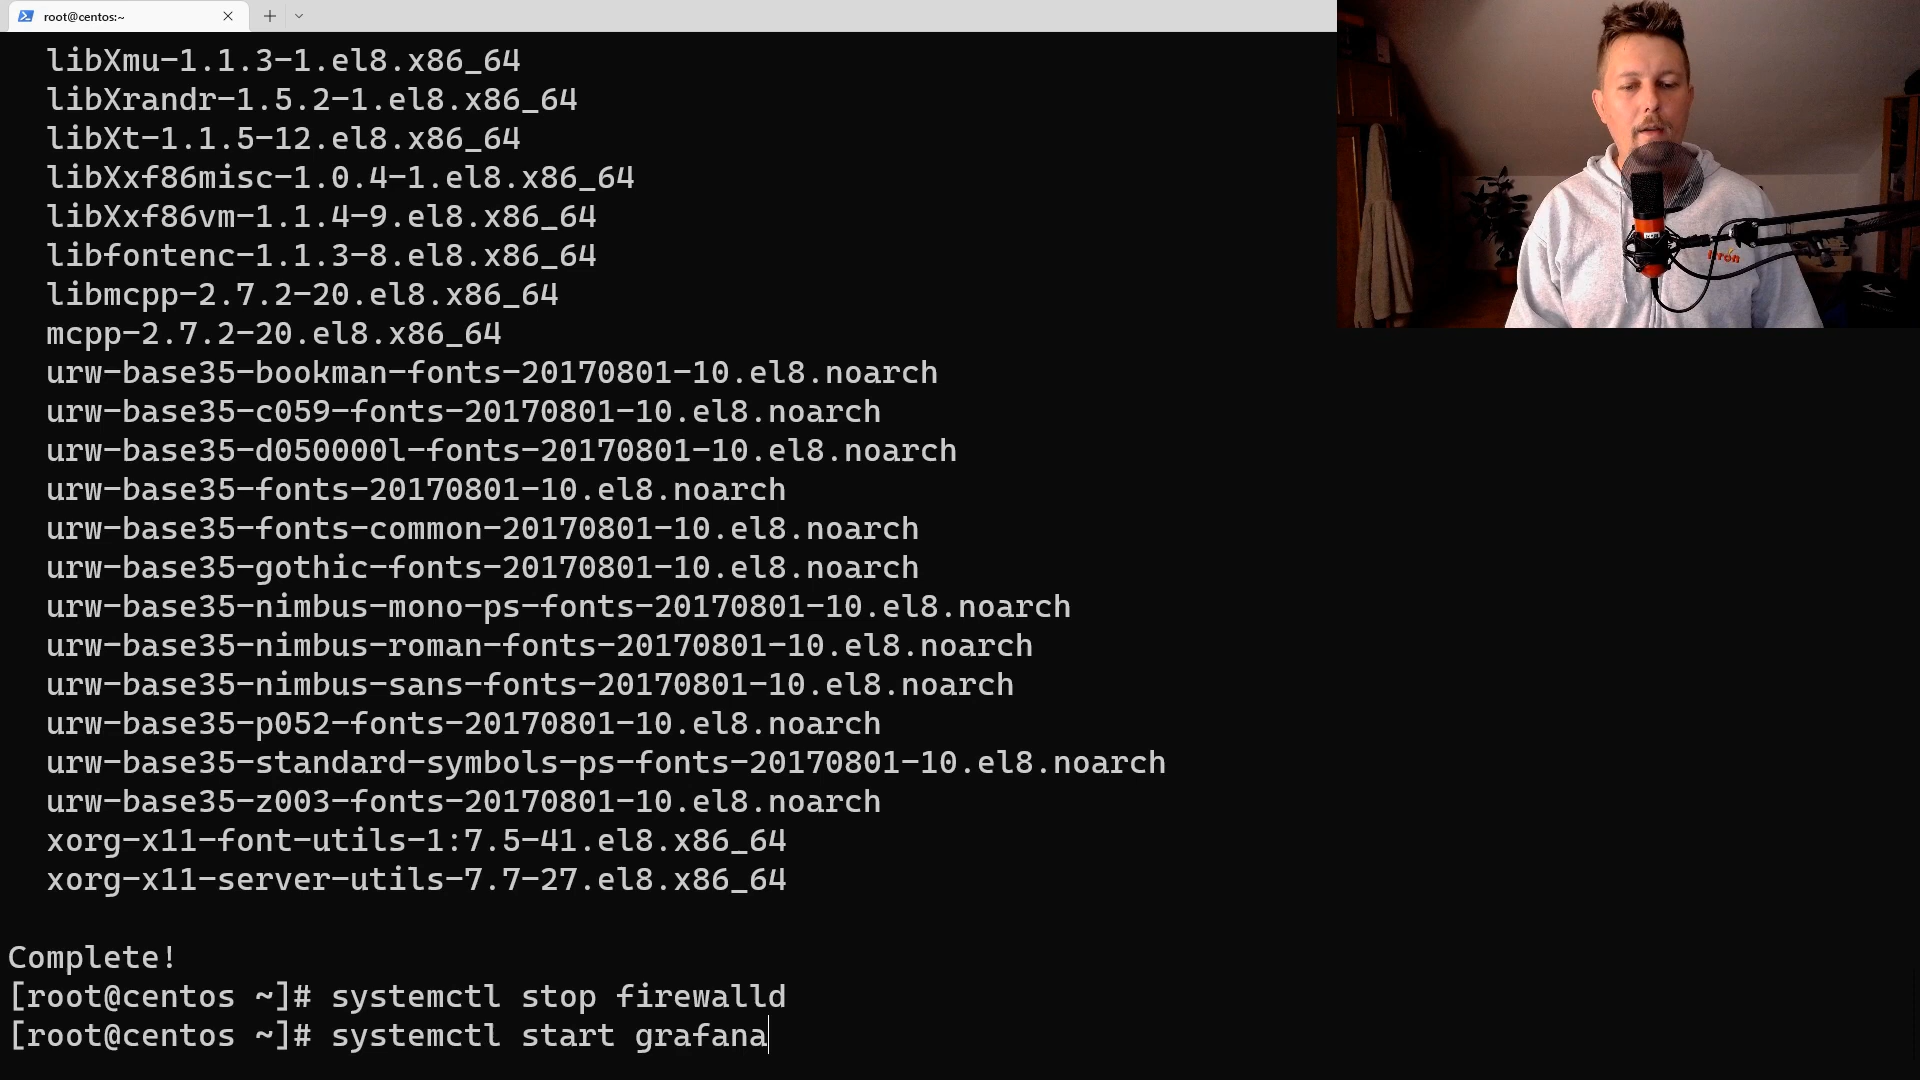 root@centos:~
libXmu-1.1.3-1.el8.x86_64
libXrandr-1.5.2-1.el8.x86_64
libXt-1.1.5-12.el8.x86_64
libXxf86misc-1.0.4-1.el8.x86_64
libXxf86vm-1.1.4-9.el8.x86_64
libfontenc-1.1.3-8.el8.x86_64
libmcpp-2.7.2-20.el8.x86_64
mcpp-2.7.2-20.el8.x86_64
urw-base35-bookman-fonts-20170801-10.el8.noarch
urw-base35-c059-fonts-20170801-10.el8.noarch
urw-base35-d050000l-fonts-20170801-10.el8.noarch
urw-base35-fonts-20170801-10.el8.noarch
urw-base35-fonts-common-20170801-10.el8.noarch
urw-base35-gothic-fonts-20170801-10.el8.noarch
urw-base35-nimbus-mono-ps-fonts-20170801-10.el8.noarch
urw-base35-nimbus-roman-fonts-20170801-10.el8.noarch
urw-base35-nimbus-sans-fonts-20170801-10.el8.noarch
urw-base35-p052-fonts-20170801-10.el8.noarch
urw-base35-standard-symbols-ps-fonts-20170801-10.el8.noarch
urw-base35-z003-fonts-20170801-10.el8.noarch
xorg-x11-font-utils-1:7.5-41.el8.x86_64
xorg-x11-server-utils-7.7-27.el8.x86_64
Complete!
[root@centos ~]# systemctl stop firewalld
[root@centos ~]# systemctl start grafana